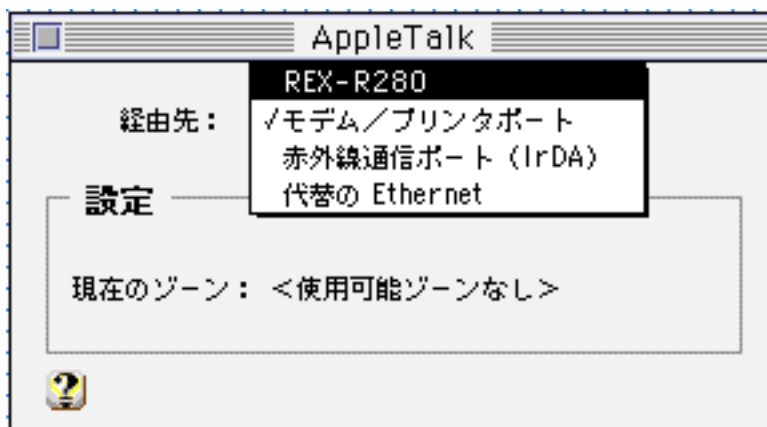 AppleTalk
REX-R280
経由先：
✓モデム／プリンタポート
赤外線通信ポート（IrDA）
代替の Ethernet
設定
現在のゾーン： <使用可能ゾーンなし>
?